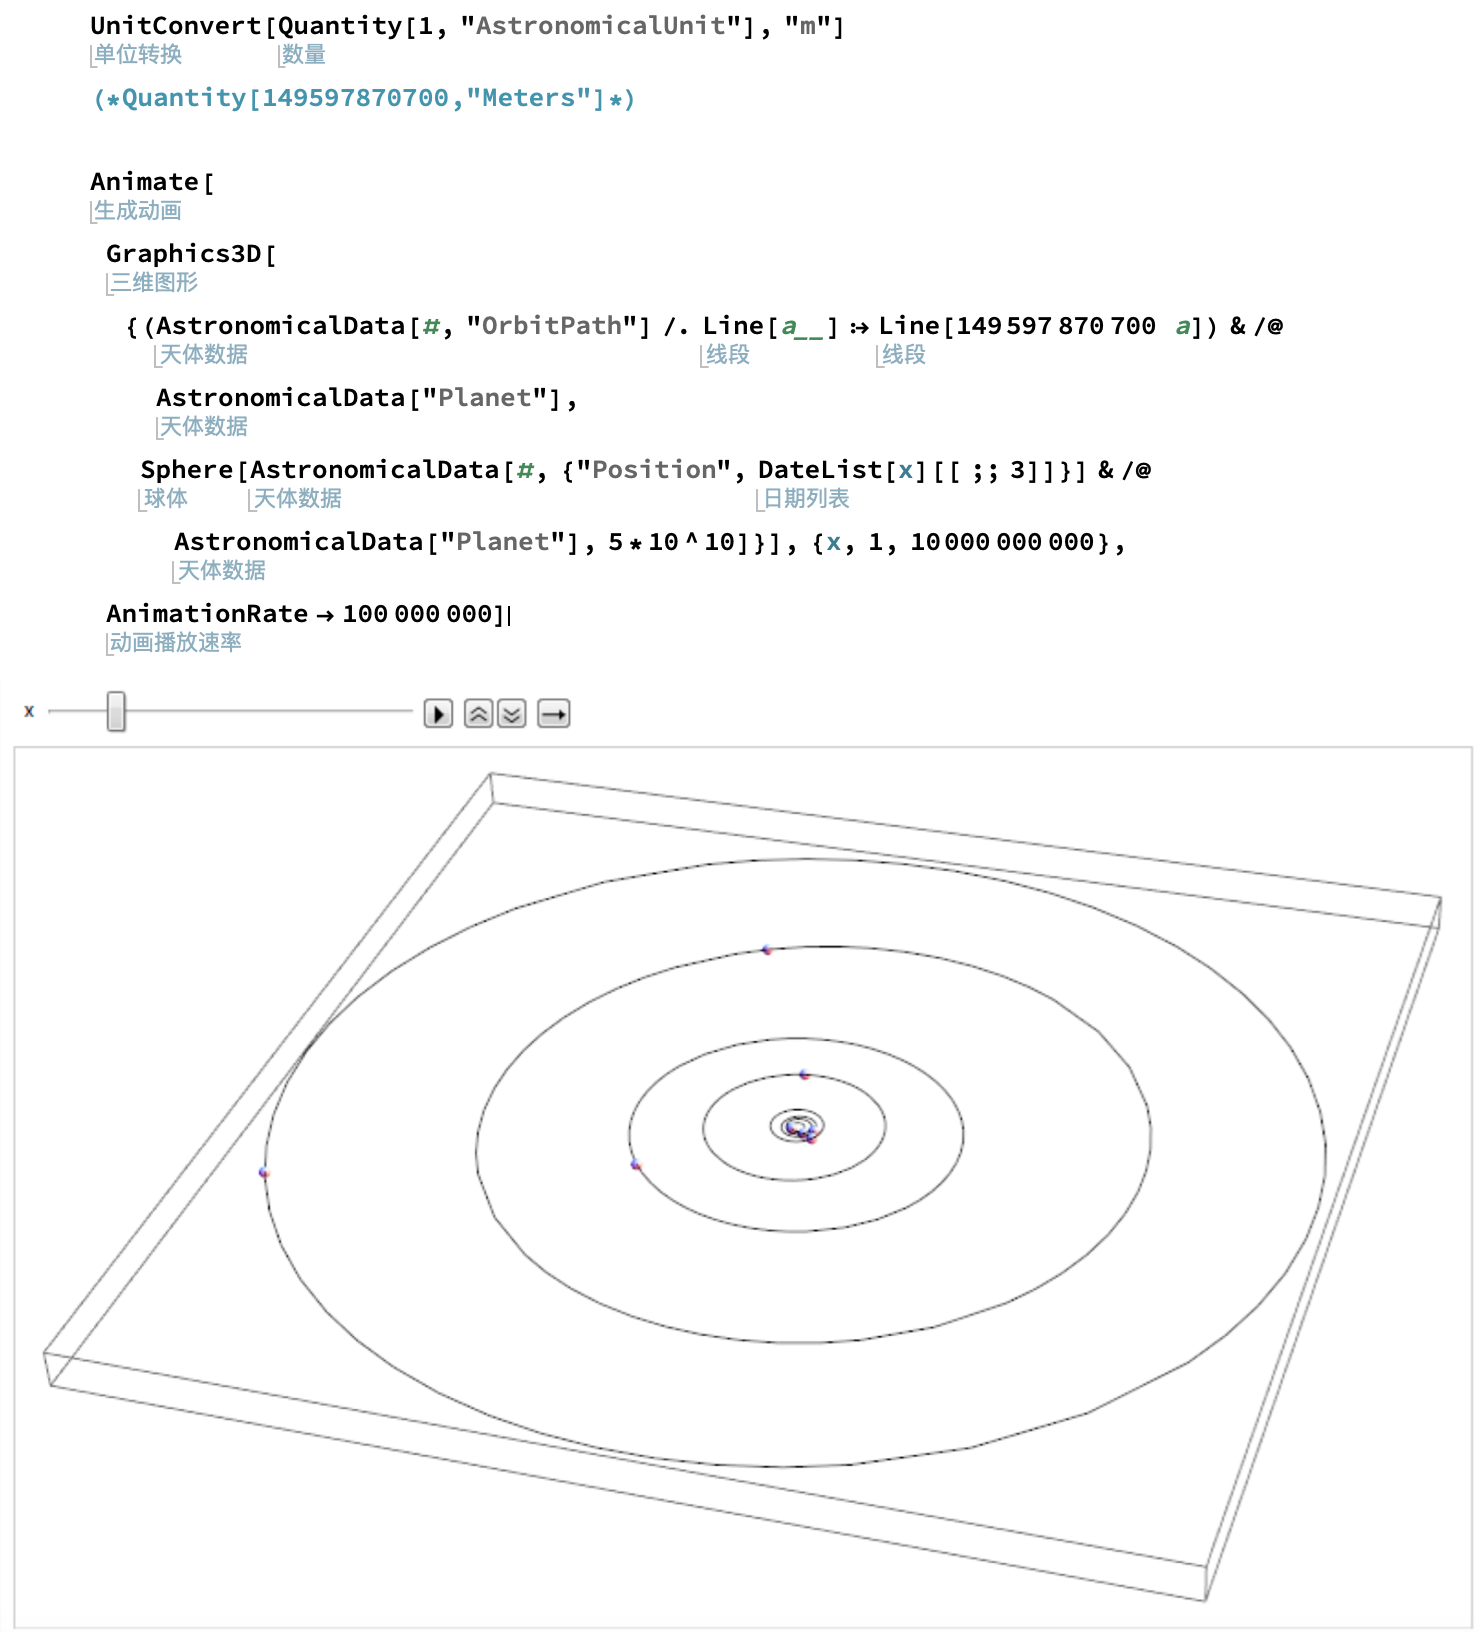 UnitConvert[Quantity[1, "AstronomicalUnit"], "m"]
单位转换 数量
(*Quantity[149597870700,"Meters"]*)
Animate[
生成动画
Graphics3D[
三维图形
{(AstronomicalData[#, "OrbitPath"] /. Line[a__] :> Line[149 597 870 700 a]) & /@
天体数据 线段 线段
AstronomicalData["Planet"],
天体数据
Sphere[AstronomicalData[#, {"Position", DateList[x][[ ;; 3]]}] & /@
球体 天体数据 日期列表
AstronomicalData["Planet"], 5 * 10 ^ 10]}], {x, 1, 10 000 000 000},
天体数据
AnimationRate → 100 000 000]
动画播放速率
x